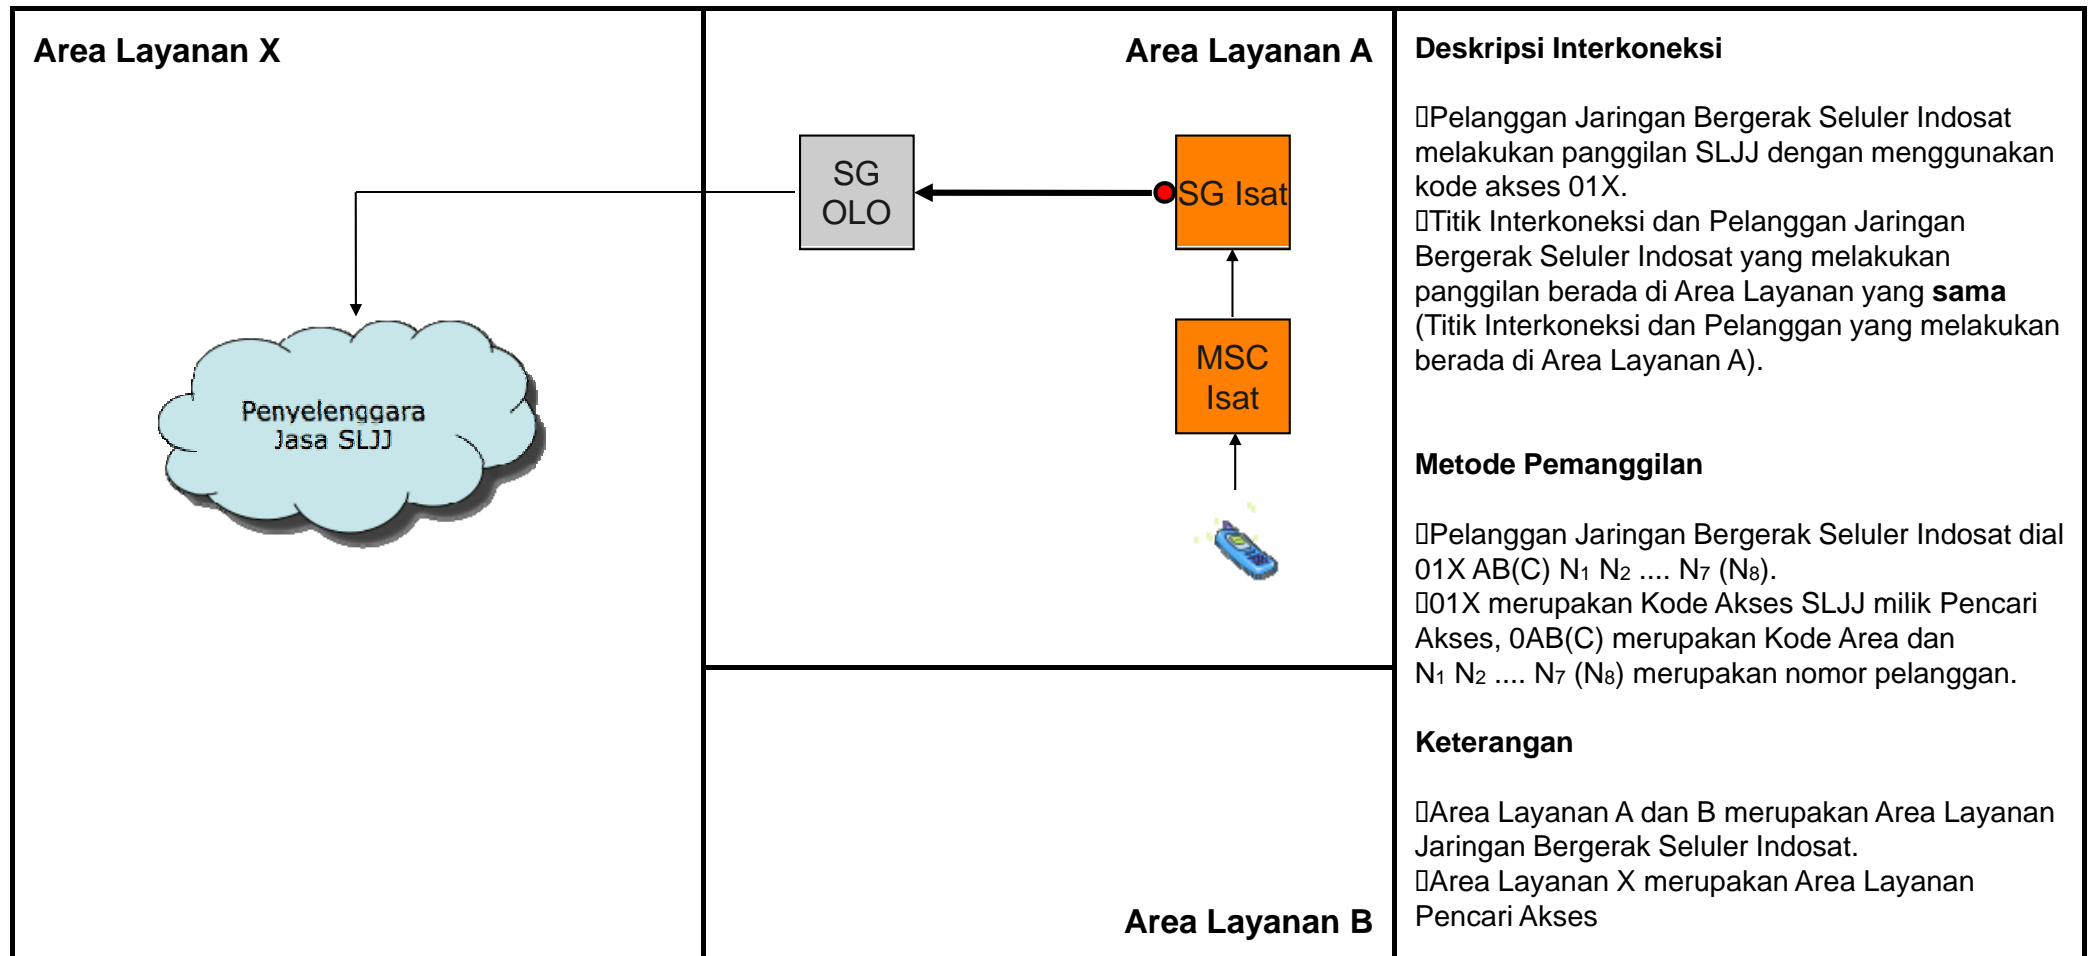 Area Layanan X
Area Layanan A
SG
OLO
SG Isat
MSC
Isat
Penyelenggara
Jasa SLJJ
Area Layanan B
Deskripsi Interkoneksi
Pelanggan Jaringan Bergerak Seluler Indosat
melakukan panggilan SLJJ dengan menggunakan
kode akses 01X.
Titik Interkoneksi dan Pelanggan Jaringan
Bergerak Seluler Indosat yang melakukan
panggilan berada di Area Layanan yang sama
(Titik Interkoneksi dan Pelanggan yang melakukan
berada di Area Layanan A).
Metode Pemanggilan
Pelanggan Jaringan Bergerak Seluler Indosat dial
01X AB(C) N₁ N₂ .... N₇ (N₈).
01X merupakan Kode Akses SLJJ milik Pencari
Akses, 0AB(C) merupakan Kode Area dan
N₁ N₂ .... N₇ (N₈) merupakan nomor pelanggan.
Keterangan
Area Layanan A dan B merupakan Area Layanan
Jaringan Bergerak Seluler Indosat.
Area Layanan X merupakan Area Layanan
Pencari Akses